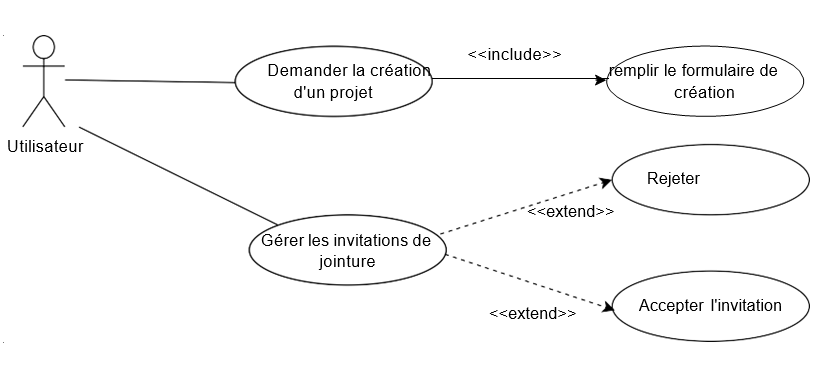 <<include>>
Demander la création
d'un projet
remplir le formulaire de
création
Utilisateur
Rejeter
<<extend>>
Gérer les invitations de
jointure
Accepter l'invitation
<<extend>>